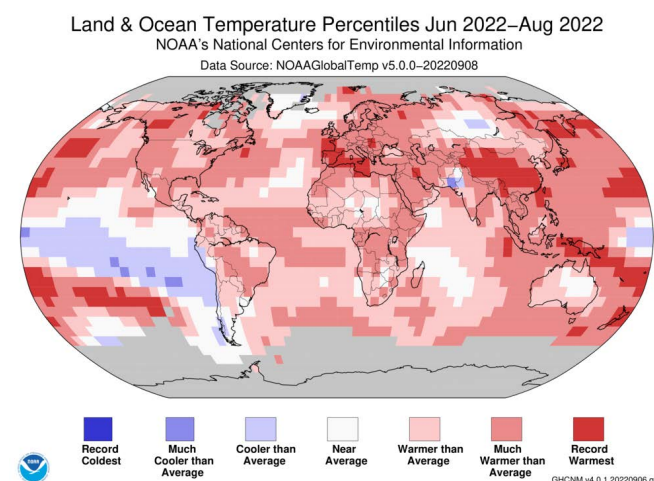 Land & Ocean Temperature Percentiles Jun 2022–Aug 2022
NOAA's National Centers for Environmental Information
Data Source: NOAAGlobalTemp v5.0.0–20220908
Record
Coldest
Much
Cooler than
Average
Cooler than
Average
Near
Average
Warmer than
Average
Much
Warmer than
Average
Record
Warmest
NOAA